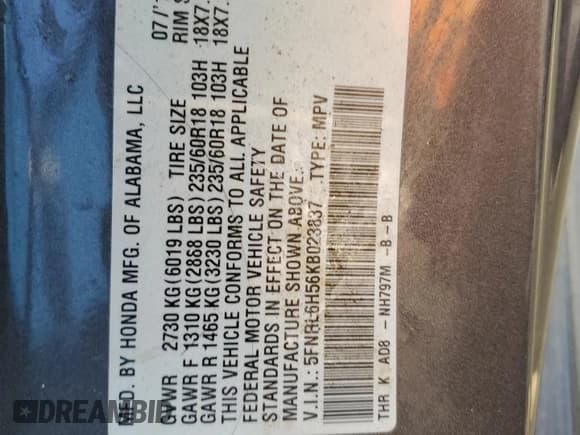 MFD. BY HONDA MFG. OF ALABAMA, LLC 07/'
GVWR 2730 KG (6019 LBS) TIRE SIZE RIM S
GAWR F 1310 KG (2868 LBS) 235/60R18 103H 18X7.
GAWR R 1465 KG (3230 LBS) 235/60R18 103H 18X7.
THIS VEHICLE CONFORMS TO ALL APPLICABLE
FEDERAL MOTOR VEHICLE SAFETY
STANDARDS IN EFFECT ON THE DATE OF
MANUFACTURE SHOWN ABOVE.
V.I.N.: 5FNRL6H56KB023837 TYPE: MPV
THR K AD8 - NH797M -B -B
DREAMBID